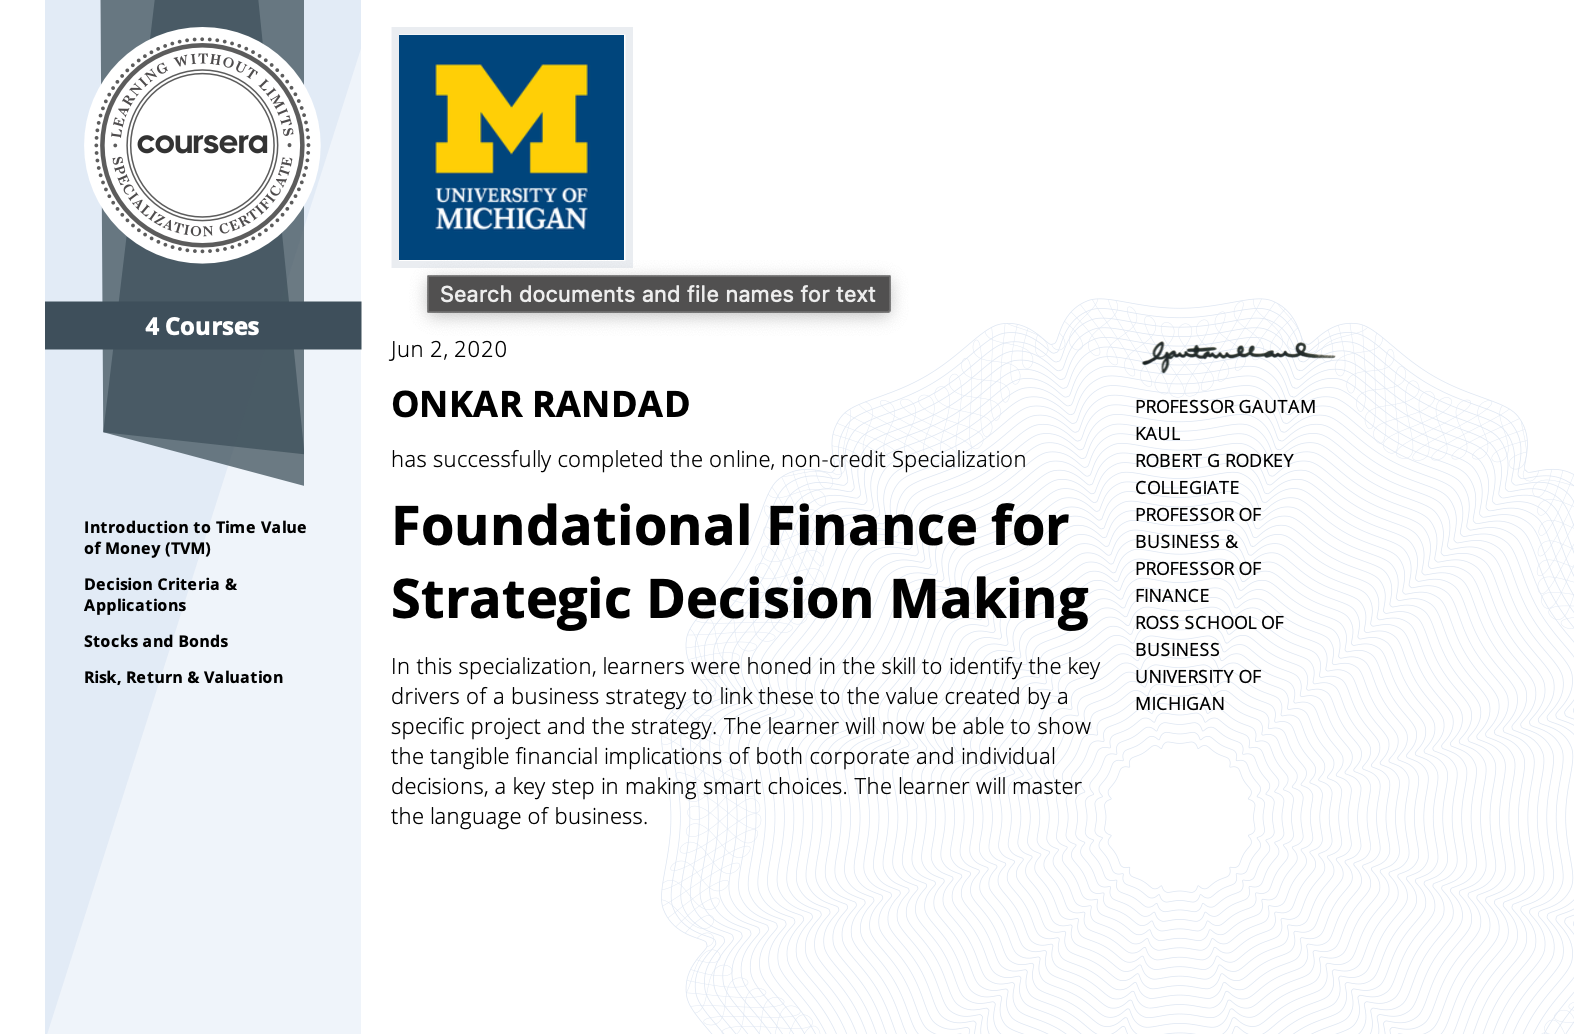 LEARNING WITHOUT LIMITS
coursera
SPECIALIZATION CERTIFICATE
4 Courses
Introduction to Time Value
of Money (TVM)
Decision Criteria &
Applications
Stocks and Bonds
Risk, Return & Valuation
M
UNIVERSITY OF
MICHIGAN
Search documents and file names for text
Jun 2, 2020
ONKAR RANDAD
has successfully completed the online, non-credit Specialization
Foundational Finance for
Strategic Decision Making
In this specialization, learners were honed in the skill to identify the key
drivers of a business strategy to link these to the value created by a
specific project and the strategy. The learner will now be able to show
the tangible financial implications of both corporate and individual
decisions, a key step in making smart choices. The learner will master
the language of business.
Gautam Kaul
PROFESSOR GAUTAM
KAUL
ROBERT G RODKEY
COLLEGIATE
PROFESSOR OF
BUSINESS &
PROFESSOR OF
FINANCE
ROSS SCHOOL OF
BUSINESS
UNIVERSITY OF
MICHIGAN